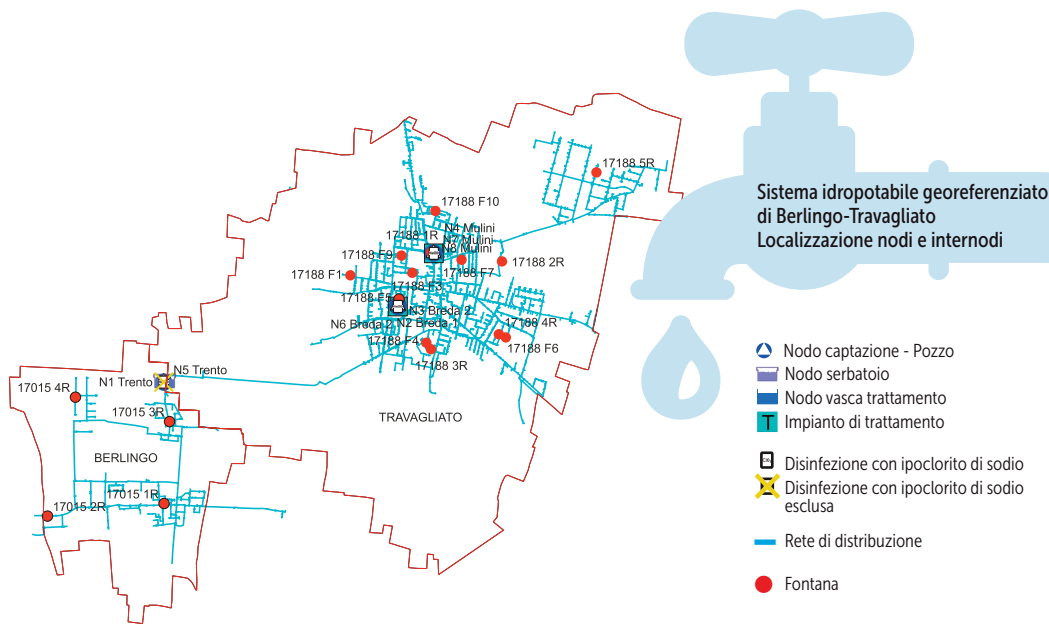 17188 5R
17188 F10
N4 Mulini
17188 1R
N7 Mulini
N8 Mulini
17188 F9
17188 2R
17188 F1
17188 F7
17188 F3
17188 F5
N3 Breda 2
N6 Breda 2
N2 Breda 1
17188 4R
17188 F4
17188 F6
17188 3R
N5 Trento
N1 Trento
17015 4R
17015 3R
TRAVAGLIATO
BERLINGO
17015 1R
17015 2R
Sistema idropotabile georeferenziato
di Berlingo-Travagliato
Localizzazione nodi e internodi
Nodo captazione - Pozzo
Nodo serbatoio
Nodo vasca trattamento
T Impianto di trattamento
Disinfezione con ipoclorito di sodio
Disinfezione con ipoclorito di sodio
esclusa
Rete di distribuzione
Fontana